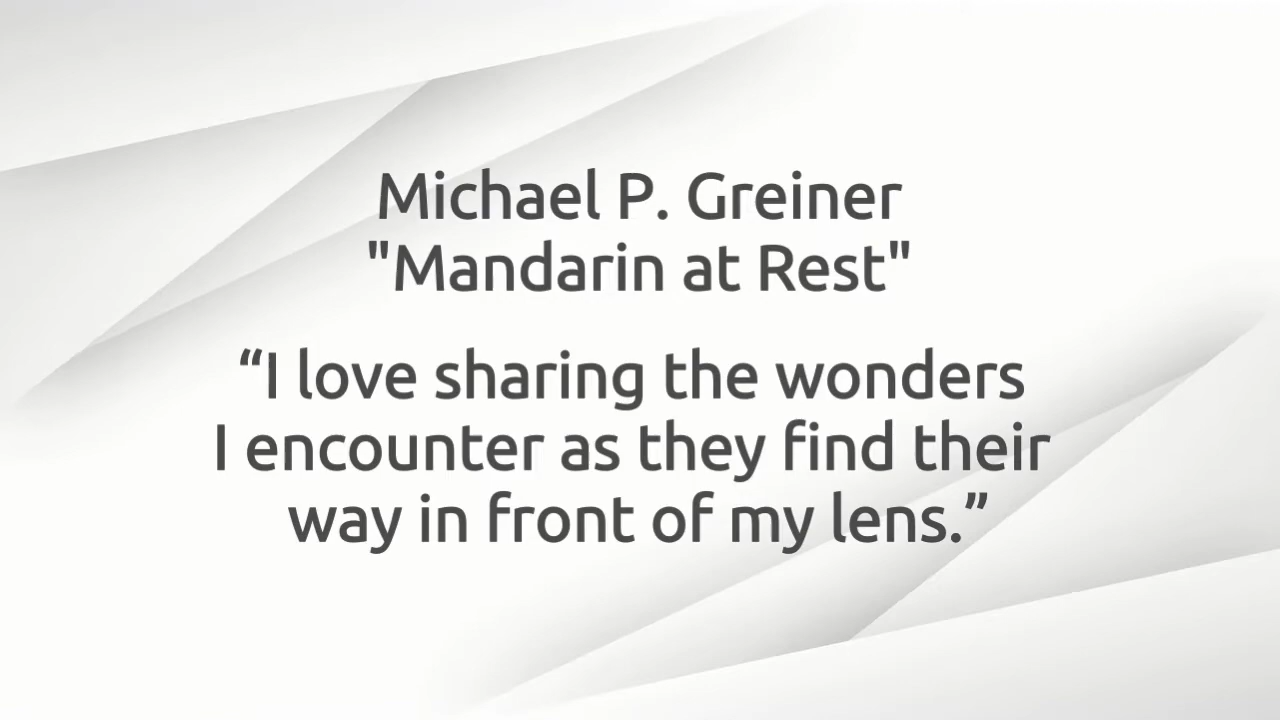 Michael P. Greiner
"Mandarin at Rest"
“I love sharing the wonders
I encounter as they find their
way in front of my lens.”